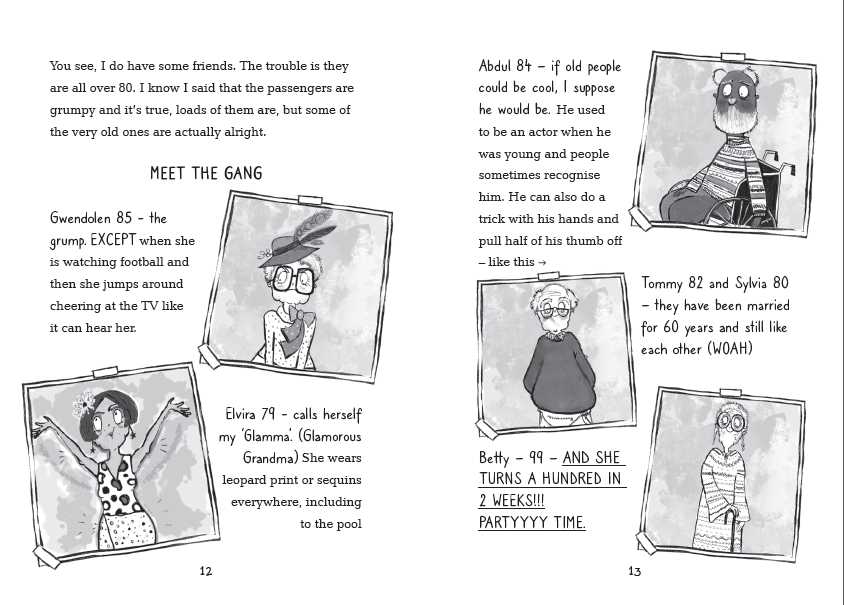 You see, I do have some friends. The trouble is they
are all over 80. I know I said that the passengers are
grumpy and it's true, loads of them are, but some of
the very old ones are actually alright.
MEET THE GANG
Gwendolen 85 – the
grump. EXCEPT when she
is watching football and
then she jumps around
cheering at the TV like
it can hear her.
Elvira 79 – calls herself
my 'Glamma'. (Glamorous
Grandma) She wears
leopard print or sequins
everywhere, including
to the pool
12
Abdul 84 – if old people
could be cool, I suppose
he would be. He used
to be an actor when he
was young and people
sometimes recognise
him. He can also do a
trick with his hands and
pull half of his thumb off
– like this →
Tommy 82 and Sylvia 80
– they have been married
for 60 years and still like
each other (WOAH)
Betty – 99 – AND SHE
TURNS A HUNDRED IN
2 WEEKS!!!
PARTYYYY TIME.
13